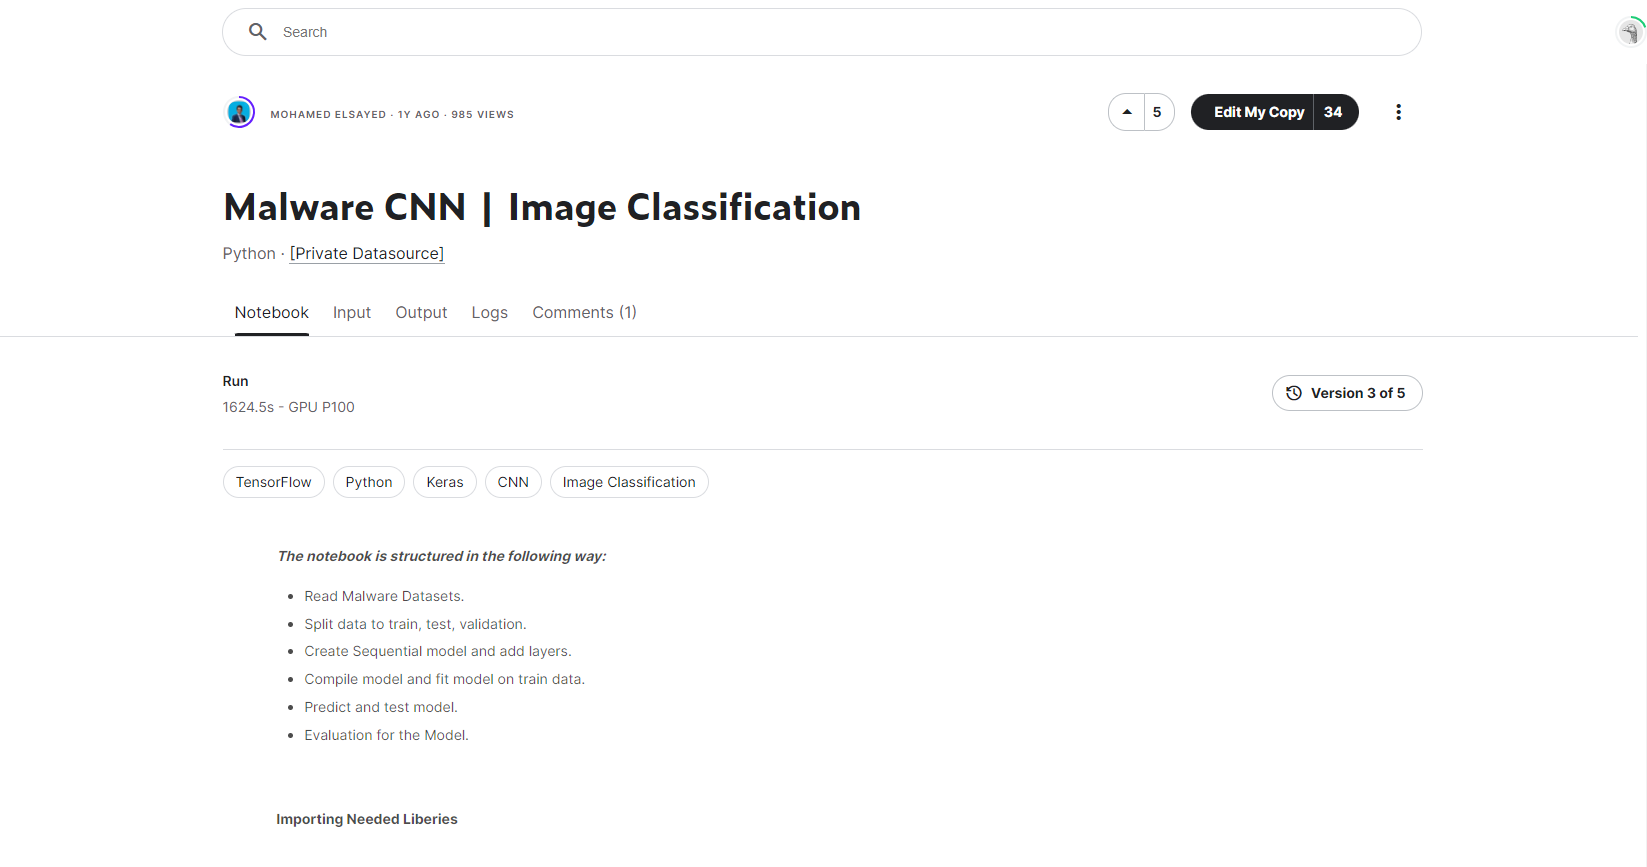 Search
MOHAMED ELSAYED · 1Y AGO · 985 VIEWS
5
Edit My Copy 34
Malware CNN | Image Classification
Python · [Private Datasource]
Notebook Input Output Logs Comments (1)
Run
1624.5s - GPU P100
Version 3 of 5
TensorFlow Python Keras CNN Image Classification
The notebook is structured in the following way:
• Read Malware Datasets.
• Split data to train, test, validation.
• Create Sequential model and add layers.
• Compile model and fit model on train data.
• Predict and test model.
• Evaluation for the Model.
Importing Needed Liberies